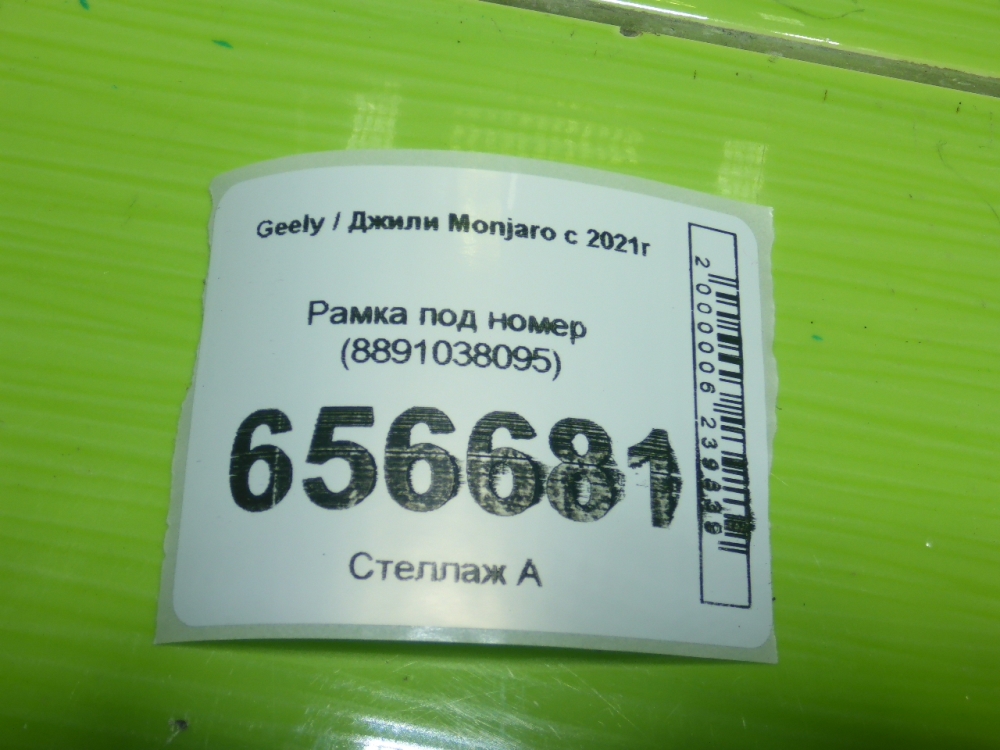 Geely / Джили Monjaro с 2021г
Рамка под номер
(8891038095)
656681
Стеллаж А